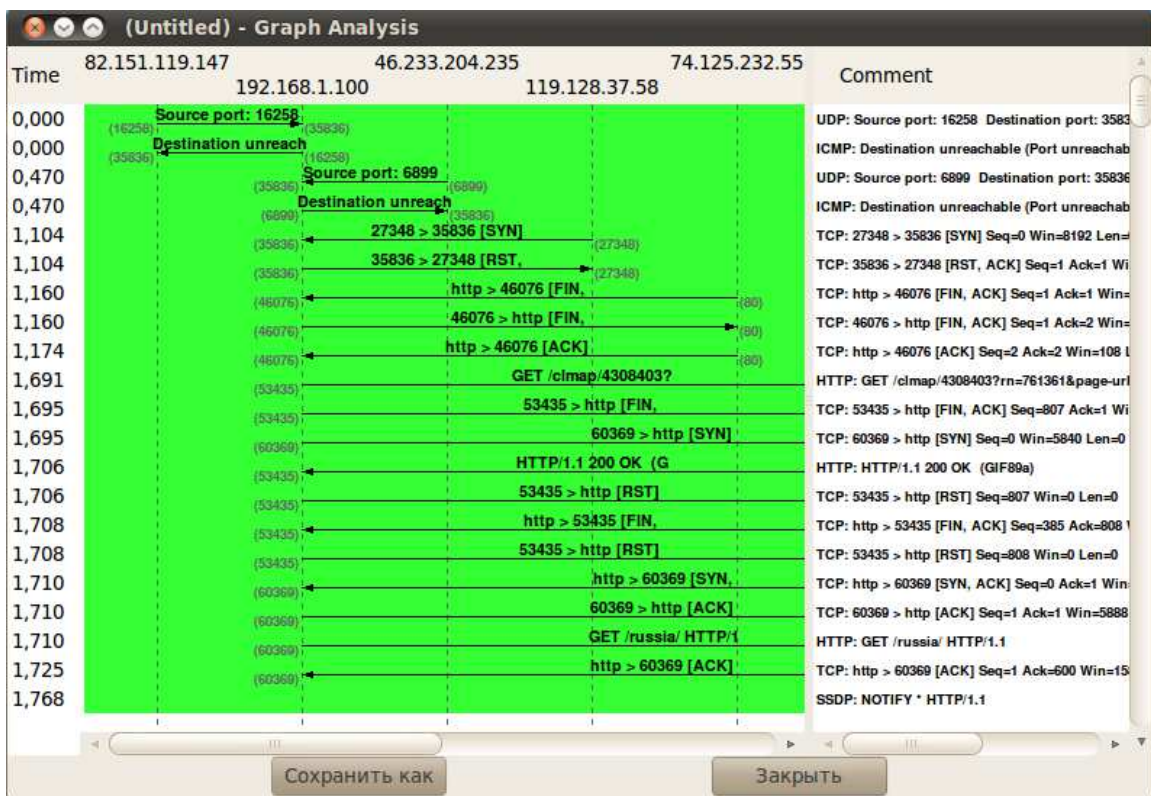 (Untitled) - Graph Analysis
82.151.119.147 46.233.204.235 74.125.232.55
Time 192.168.1.100 119.128.37.58 Comment
0,000 Source port: 16258 (16258) (35836) UDP: Source port: 16258 Destination port: 3583
0,000 Destination unreach (35836) (16258) ICMP: Destination unreachable (Port unreachab
0,470 Source port: 6899 (35836) (6899) UDP: Source port: 6899 Destination port: 35836
0,470 Destination unreach (6899) (35836) ICMP: Destination unreachable (Port unreachab
1,104 27348 > 35836 [SYN] (35836) (27348) TCP: 27348 > 35836 [SYN] Seq=0 Win=8192 Len=
1,104 35836 > 27348 [RST, (35836) (27348) TCP: 35836 > 27348 [RST, ACK] Seq=1 Ack=1 Wi
1,160 http > 46076 [FIN, (46076) (80) TCP: http > 46076 [FIN, ACK] Seq=1 Ack=1 Win=
1,160 46076 > http [FIN, (46076) (80) TCP: 46076 > http [FIN, ACK] Seq=1 Ack=2 Win=
1,174 http > 46076 [ACK] (46076) (80) TCP: http > 46076 [ACK] Seq=2 Ack=2 Win=108 L
1,691 GET /clmap/4308403? (53435) HTTP: GET /clmap/4308403?rn=761361&page-url
1,695 53435 > http [FIN, (53435) TCP: 53435 > http [FIN, ACK] Seq=807 Ack=1 Wi
1,695 60369 > http [SYN] (60369) TCP: 60369 > http [SYN] Seq=0 Win=5840 Len=0
1,706 HTTP/1.1 200 OK (G (53435) HTTP: HTTP/1.1 200 OK (GIF89a)
1,706 53435 > http [RST] (53435) TCP: 53435 > http [RST] Seq=807 Win=0 Len=0
1,708 http > 53435 [FIN, (53435) TCP: http > 53435 [FIN, ACK] Seq=385 Ack=808
1,708 53435 > http [RST] (53435) TCP: 53435 > http [RST] Seq=808 Win=0 Len=0
1,710 http > 60369 [SYN, (60369) TCP: http > 60369 [SYN, ACK] Seq=0 Ack=1 Win
1,710 60369 > http [ACK] (60369) TCP: 60369 > http [ACK] Seq=1 Ack=1 Win=5888
1,710 GET /russia/ HTTP/1 (60369) HTTP: GET /russia/ HTTP/1.1
1,725 http > 60369 [ACK] (60369) TCP: http > 60369 [ACK] Seq=1 Ack=600 Win=15
1,768 SSDP: NOTIFY * HTTP/1.1
Сохранить как Закрыть